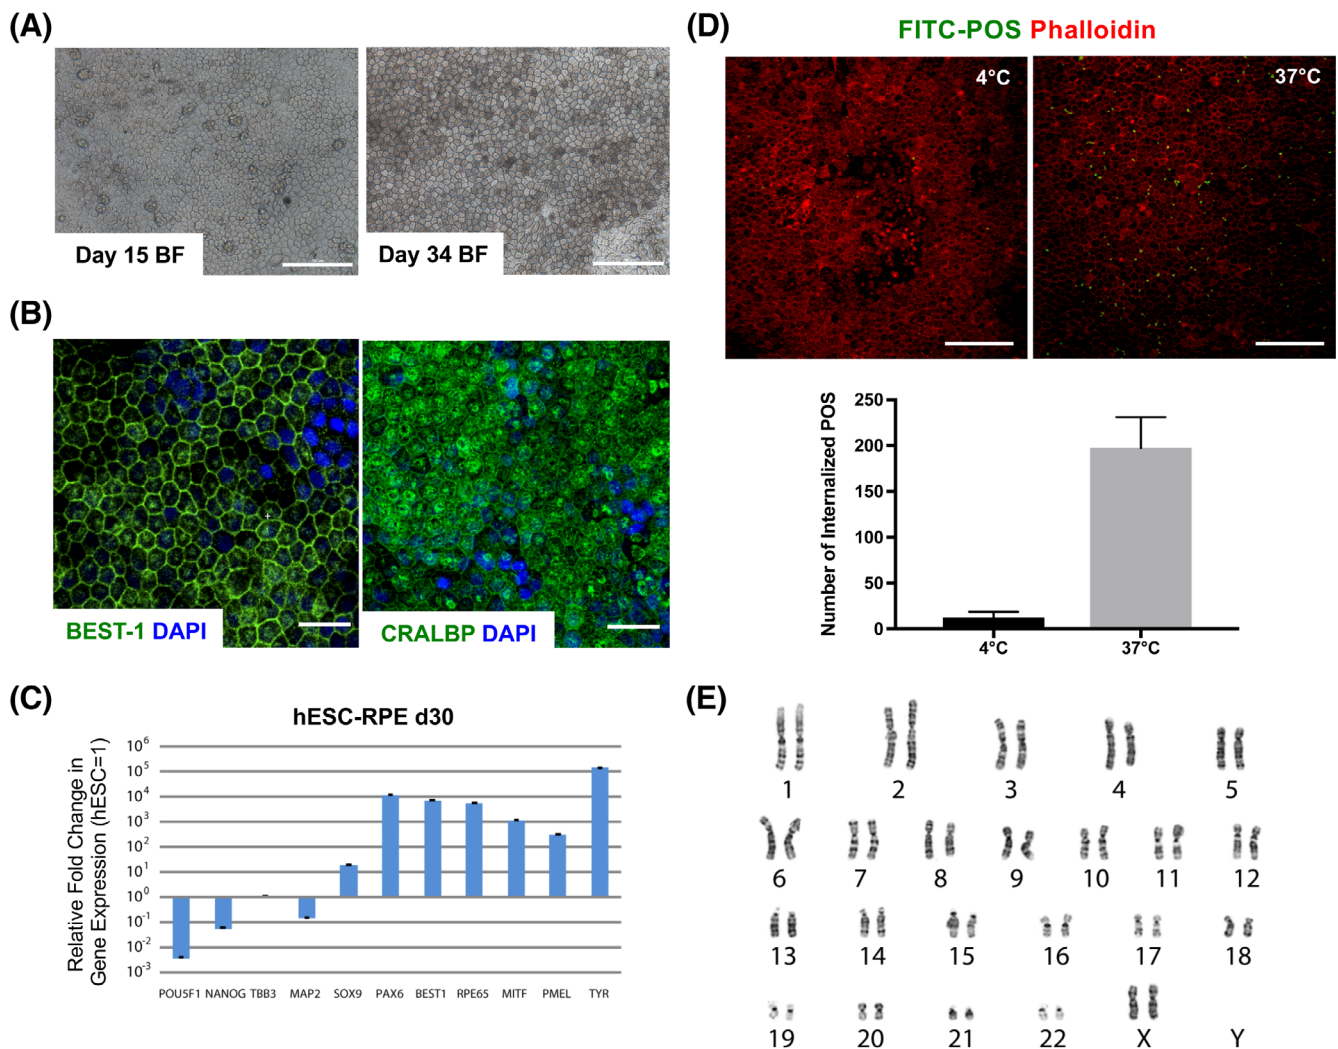 (A)
Day 15 BF
Day 34 BF
(B)
BEST-1 DAPI
CRALBP DAPI
(C)
hESC-RPE d30
Relative Fold Change in
Gene Expression (hESC=1)
10^6
10^5
10^4
10^3
10^2
10^1
10^0
10^-1
10^-2
10^-3
POU5F1 NANOG TBB3 MAP2 SOX9 PAX6 BEST1 RPE65 MITF PMEL TYR
(D)
FITC-POS Phalloidin
4°C 37°C
Number of Internalized POS
250
200
150
100
50
0
4°C 37°C
(E)
1 2 3 4 5
6 7 8 9 10 11 12
13 14 15 16 17 18
19 20 21 22 X Y